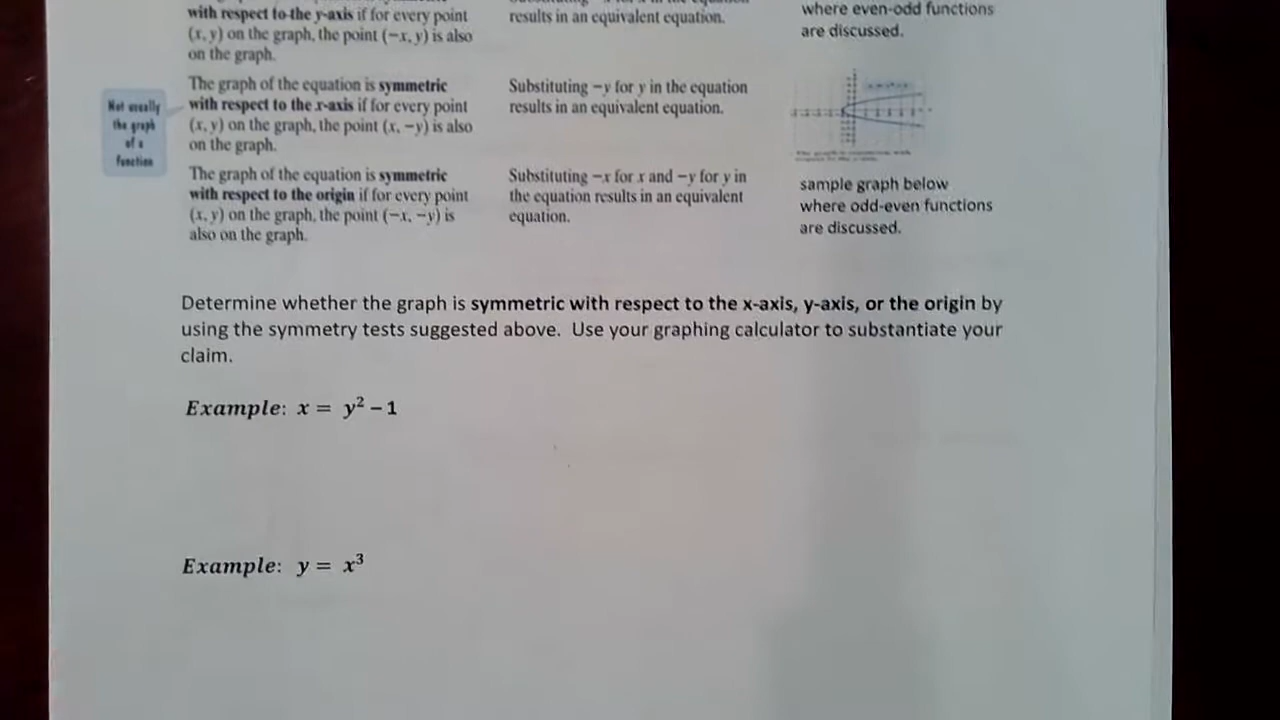 with respect to the y-axis if for every point
(x, y) on the graph, the point (−x, y) is also
on the graph.
results in an equivalent equation.
where even-odd functions
are discussed.
Not usually
the graph
of a
function
The graph of the equation is symmetric
with respect to the x-axis if for every point
(x, y) on the graph, the point (x, −y) is also
on the graph.
Substituting −y for y in the equation
results in an equivalent equation.
The graph of the equation is symmetric
with respect to the origin if for every point
(x, y) on the graph, the point (−x, −y) is
also on the graph.
Substituting −x for x and −y for y in
the equation results in an equivalent
equation.
sample graph below
where odd-even functions
are discussed.
Determine whether the graph is symmetric with respect to the x-axis, y-axis, or the origin by
using the symmetry tests suggested above. Use your graphing calculator to substantiate your
claim.
Example: x = y² – 1
Example: y = x³